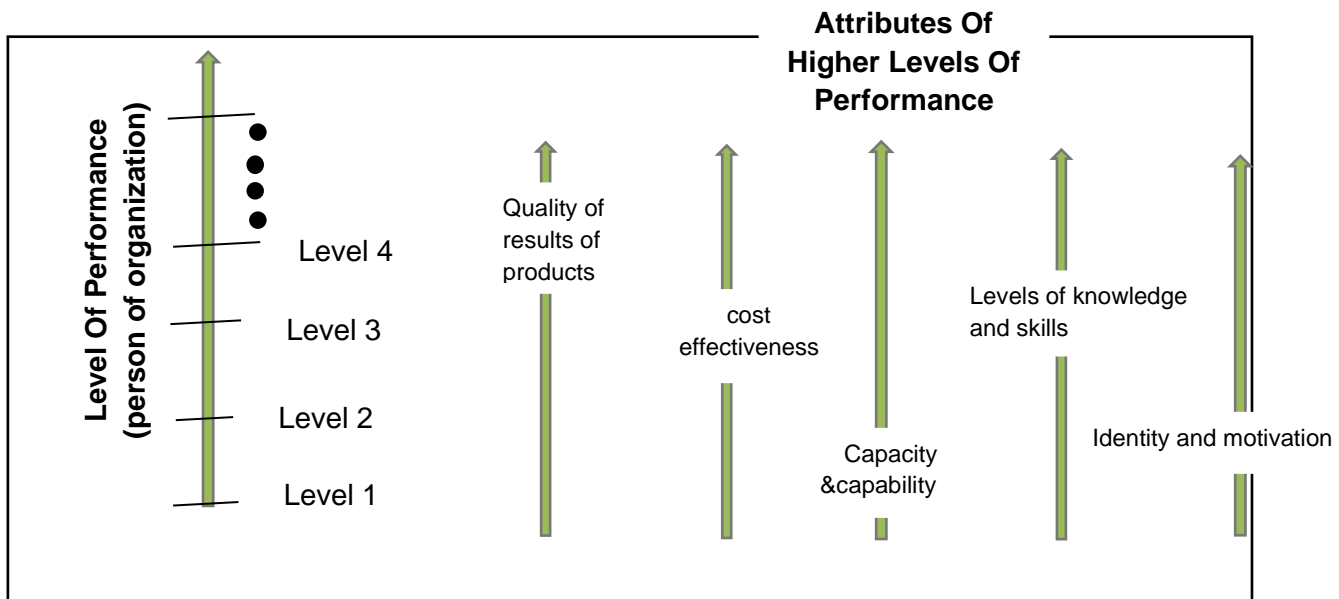 Attributes Of
Higher Levels Of
Performance
Level Of Performance
(person of organization)
Level 4
Level 3
Level 2
Level 1
Quality of
results of
products
cost
effectiveness
Capacity
&capability
Levels of knowledge
and skills
Identity and motivation